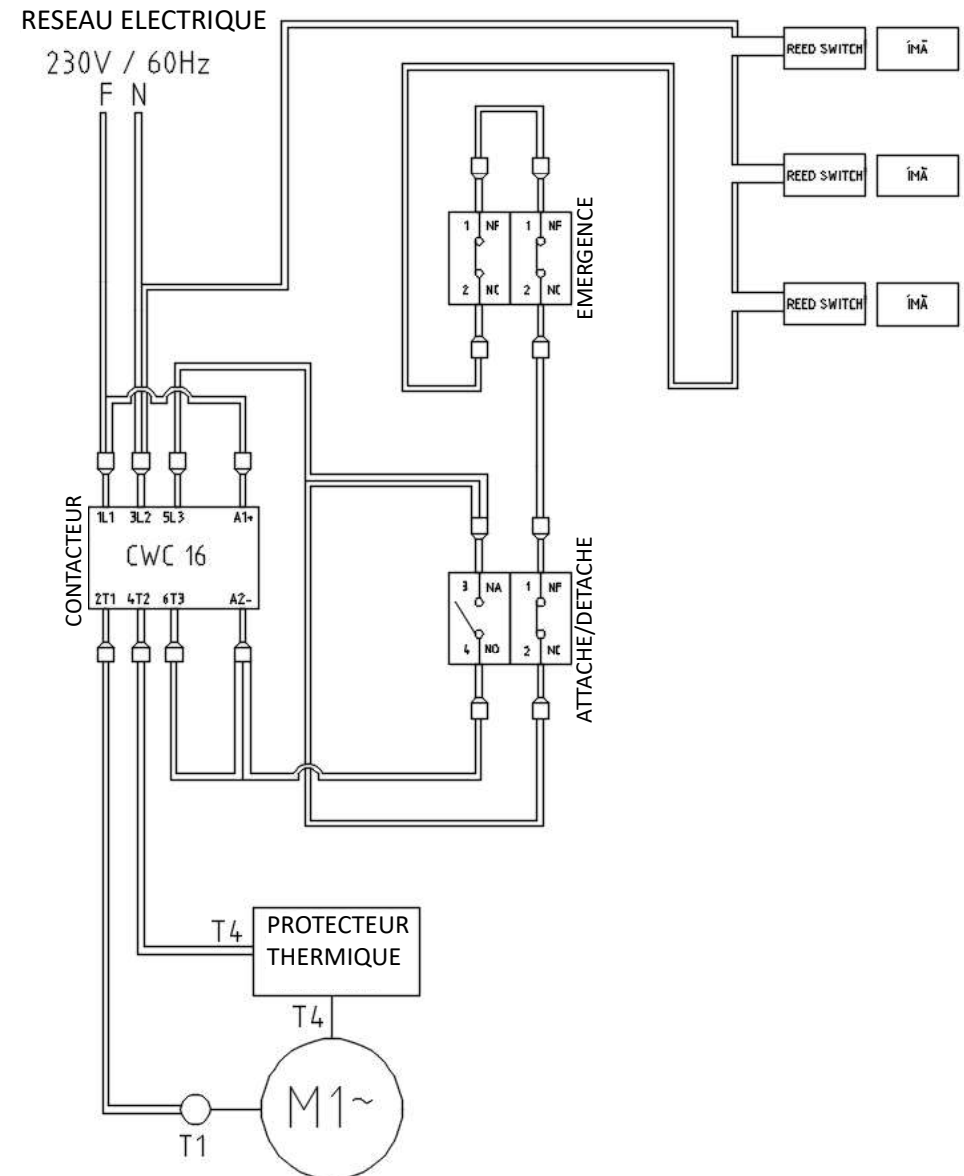 RESEAU ELECTRIQUE
230V / 60Hz
F N
REED SWITCH ÍMÃ
REED SWITCH ÍMÃ
REED SWITCH ÍMÃ
1 NF 1 NF
2 NC 2 NC
EMERGENCE
CONTACTEUR
1L1 3L2 5L3 A1+
CWC 16
2T1 4T2 6T3 A2-
3 NA 1 NF
4 NO 2 NC
ATTACHE/DETACHE
T4
PROTECTEUR
THERMIQUE
T4
M1~
T1